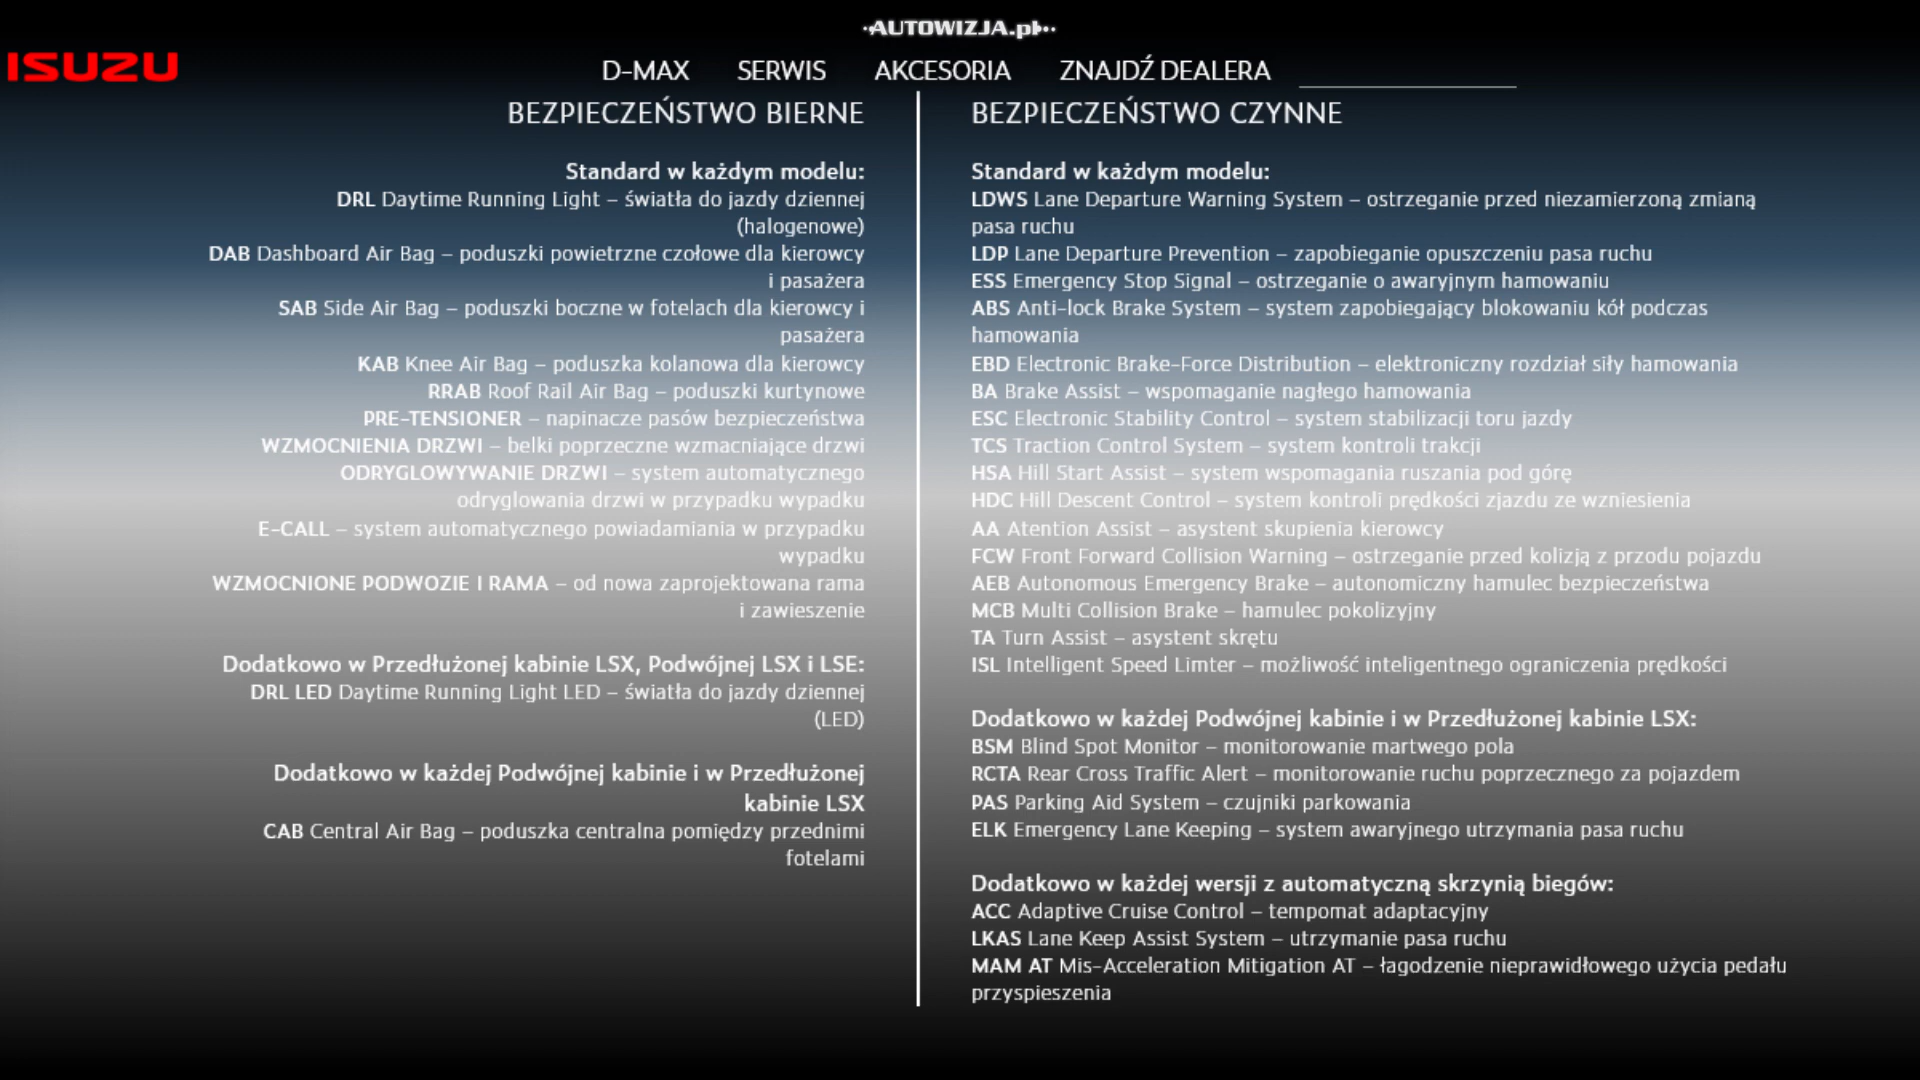 ·AUTOWIZJA.pl··
ISUZU
D-MAX SERWIS AKCESORIA ZNAJDŹ DEALERA
BEZPIECZEŃSTWO BIERNE
Standard w każdym modelu:
DRL Daytime Running Light – światła do jazdy dziennej
(halogenowe)
DAB Dashboard Air Bag – poduszki powietrzne czołowe dla kierowcy
i pasażera
SAB Side Air Bag – poduszki boczne w fotelach dla kierowcy i
pasażera
KAB Knee Air Bag – poduszka kolanowa dla kierowcy
RRAB Roof Rail Air Bag – poduszki kurtynowe
PRE-TENSIONER – napinacze pasów bezpieczeństwa
WZMOCNIENIA DRZWI – belki poprzeczne wzmacniające drzwi
ODRYGLOWYWANIE DRZWI – system automatycznego
odryglowania drzwi w przypadku wypadku
E-CALL – system automatycznego powiadamiania w przypadku
wypadku
WZMOCNIONE PODWOZIE I RAMA – od nowa zaprojektowana rama
i zawieszenie
Dodatkowo w Przedłużonej kabinie LSX, Podwójnej LSX i LSE:
DRL LED Daytime Running Light LED – światła do jazdy dziennej
(LED)
Dodatkowo w każdej Podwójnej kabinie i w Przedłużonej
kabinie LSX
CAB Central Air Bag – poduszka centralna pomiędzy przednimi
fotelami
BEZPIECZEŃSTWO CZYNNE
Standard w każdym modelu:
LDWS Lane Departure Warning System – ostrzeganie przed niezamierzoną zmianą
pasa ruchu
LDP Lane Departure Prevention – zapobieganie opuszczeniu pasa ruchu
ESS Emergency Stop Signal – ostrzeganie o awaryjnym hamowaniu
ABS Anti-lock Brake System – system zapobiegający blokowaniu kół podczas
hamowania
EBD Electronic Brake-Force Distribution – elektroniczny rozdział siły hamowania
BA Brake Assist – wspomaganie nagłego hamowania
ESC Electronic Stability Control – system stabilizacji toru jazdy
TCS Traction Control System – system kontroli trakcji
HSA Hill Start Assist – system wspomagania ruszania pod górę
HDC Hill Descent Control – system kontroli prędkości zjazdu ze wzniesienia
AA Atention Assist – asystent skupienia kierowcy
FCW Front Forward Collision Warning – ostrzeganie przed kolizją z przodu pojazdu
AEB Autonomous Emergency Brake – autonomiczny hamulec bezpieczeństwa
MCB Multi Collision Brake – hamulec pokolizyjny
TA Turn Assist – asystent skrętu
ISL Intelligent Speed Limter – możliwość inteligentnego ograniczenia prędkości
Dodatkowo w każdej Podwójnej kabinie i w Przedłużonej kabinie LSX:
BSM Blind Spot Monitor – monitorowanie martwego pola
RCTA Rear Cross Traffic Alert – monitorowanie ruchu poprzecznego za pojazdem
PAS Parking Aid System – czujniki parkowania
ELK Emergency Lane Keeping – system awaryjnego utrzymania pasa ruchu
Dodatkowo w każdej wersji z automatyczną skrzynią biegów:
ACC Adaptive Cruise Control – tempomat adaptacyjny
LKAS Lane Keep Assist System – utrzymanie pasa ruchu
MAM AT Mis-Acceleration Mitigation AT – łagodzenie nieprawidłowego użycia pedału
przyspieszenia